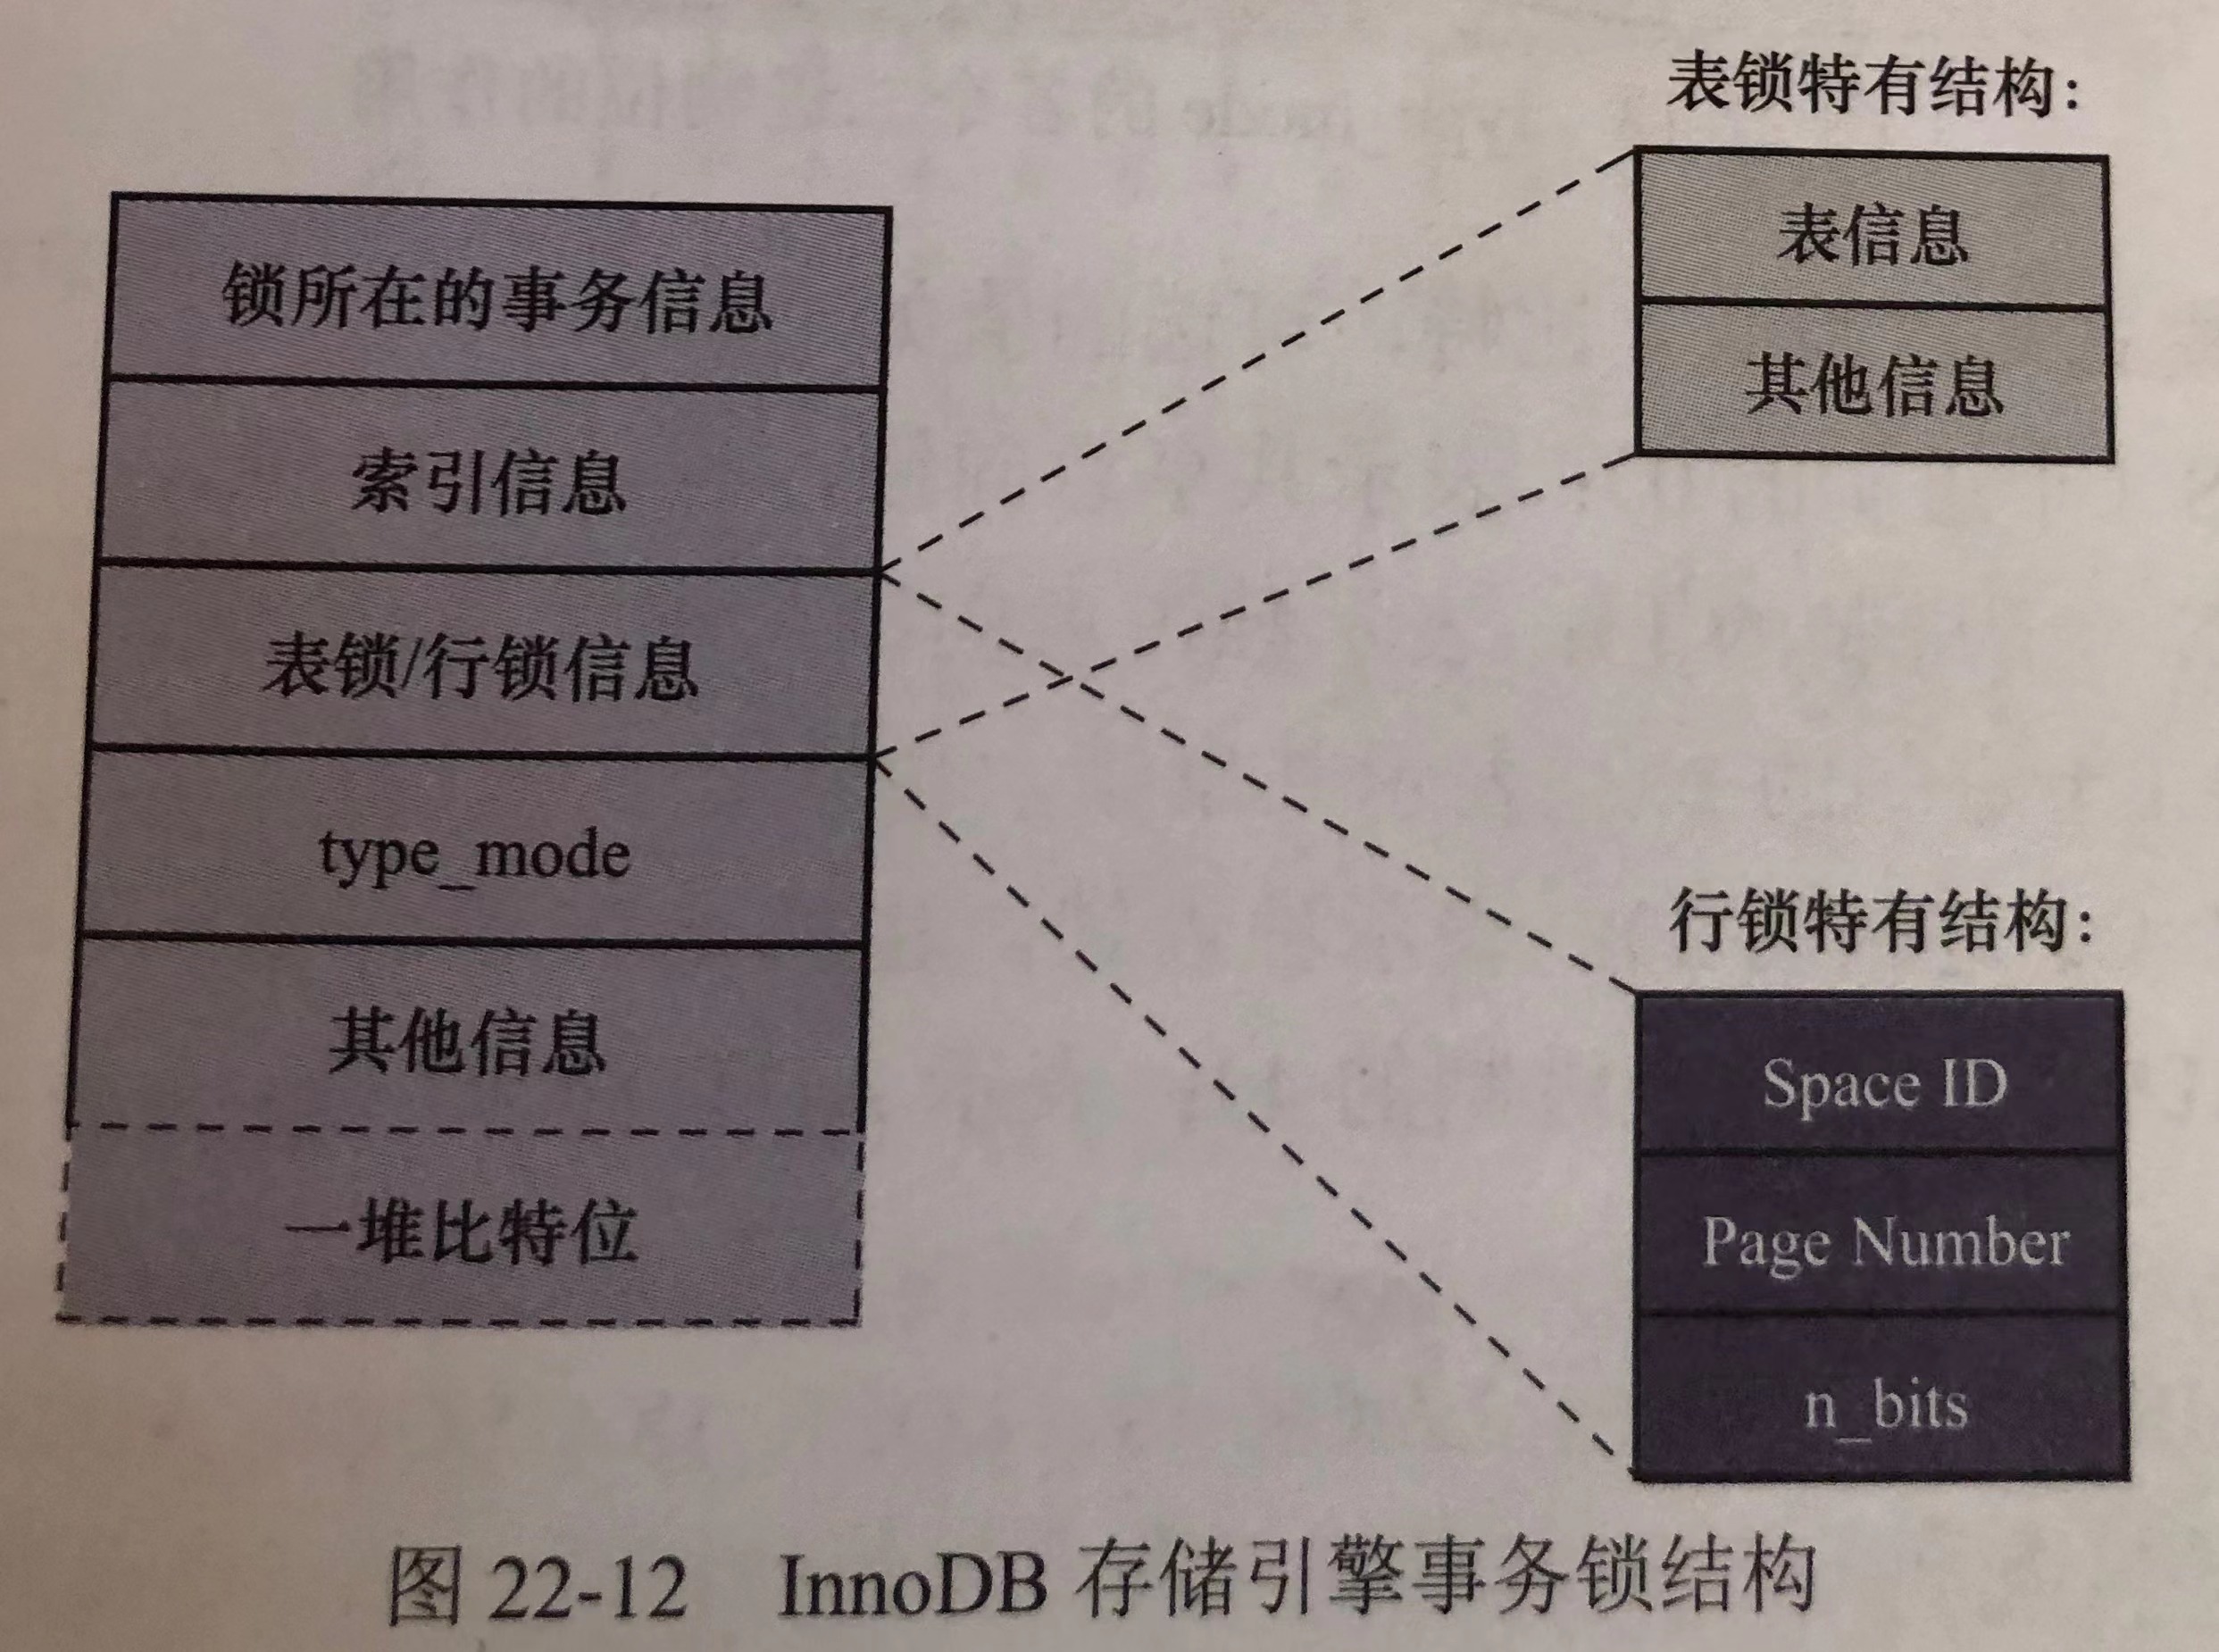 锁所在的事务信息
索引信息
表锁/行锁信息
type_mode
其他信息
一堆比特位
表锁特有结构:
表信息
其他信息
行锁特有结构:
Space ID
Page Number
n_bits
图 22-12 InnoDB 存储引擎事务锁结构